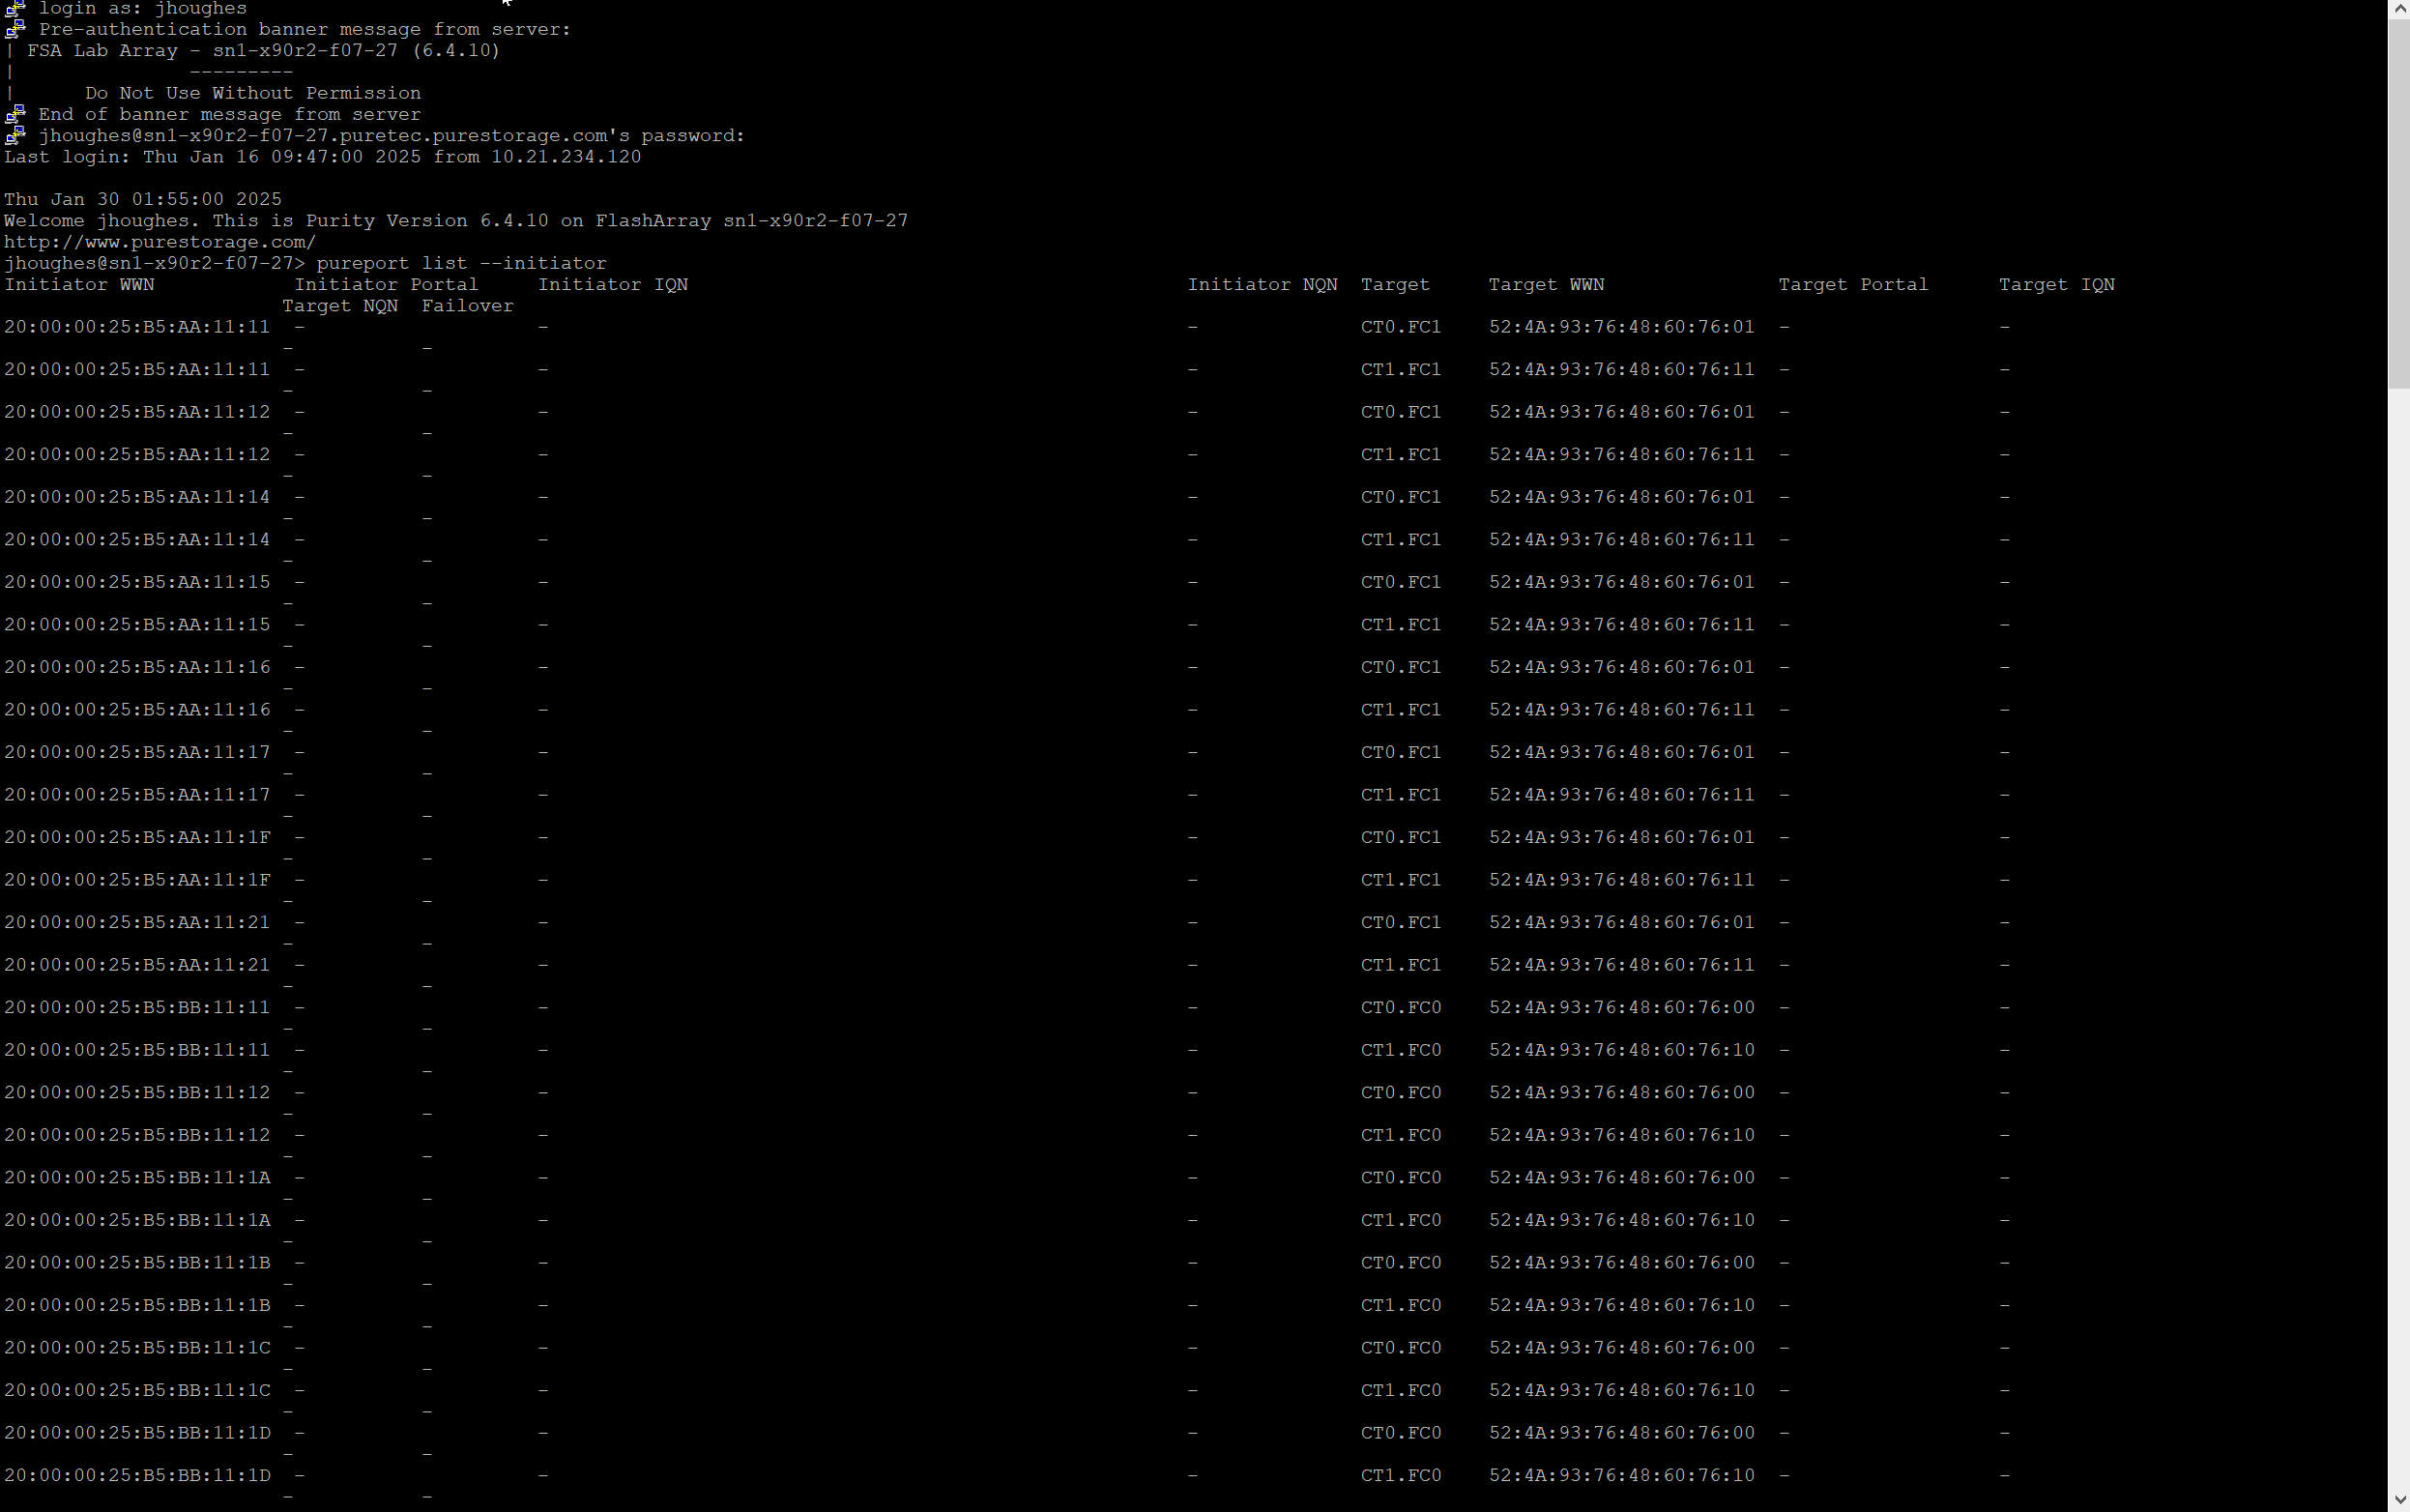 login as: jhoughes
Pre-authentication banner message from server:
| FSA Lab Array - sn1-x90r2-f07-27 (6.4.10)
|               ---------
|      Do Not Use Without Permission
End of banner message from server
jhoughes@sn1-x90r2-f07-27.puretec.purestorage.com's password:
Last login: Thu Jan 16 09:47:00 2025 from 10.21.234.120
Thu Jan 30 01:55:00 2025
Welcome jhoughes. This is Purity Version 6.4.10 on FlashArray sn1-x90r2-f07-27
http://www.purestorage.com/
jhoughes@sn1-x90r2-f07-27> pureport list --initiator
Initiator WWN Initiator Portal Initiator IQN Initiator NQN Target Target WWN Target Portal Target IQN
Target NQN Failover
20:00:00:25:B5:AA:11:11 - - - CT0.FC1 52:4A:93:76:48:60:76:01 - -
- -
20:00:00:25:B5:AA:11:11 - - - CT1.FC1 52:4A:93:76:48:60:76:11 - -
- -
20:00:00:25:B5:AA:11:12 - - - CT0.FC1 52:4A:93:76:48:60:76:01 - -
- -
20:00:00:25:B5:AA:11:12 - - - CT1.FC1 52:4A:93:76:48:60:76:11 - -
- -
20:00:00:25:B5:AA:11:14 - - - CT0.FC1 52:4A:93:76:48:60:76:01 - -
- -
20:00:00:25:B5:AA:11:14 - - - CT1.FC1 52:4A:93:76:48:60:76:11 - -
- -
20:00:00:25:B5:AA:11:15 - - - CT0.FC1 52:4A:93:76:48:60:76:01 - -
- -
20:00:00:25:B5:AA:11:15 - - - CT1.FC1 52:4A:93:76:48:60:76:11 - -
- -
20:00:00:25:B5:AA:11:16 - - - CT0.FC1 52:4A:93:76:48:60:76:01 - -
- -
20:00:00:25:B5:AA:11:16 - - - CT1.FC1 52:4A:93:76:48:60:76:11 - -
- -
20:00:00:25:B5:AA:11:17 - - - CT0.FC1 52:4A:93:76:48:60:76:01 - -
- -
20:00:00:25:B5:AA:11:17 - - - CT1.FC1 52:4A:93:76:48:60:76:11 - -
- -
20:00:00:25:B5:AA:11:1F - - - CT0.FC1 52:4A:93:76:48:60:76:01 - -
- -
20:00:00:25:B5:AA:11:1F - - - CT1.FC1 52:4A:93:76:48:60:76:11 - -
- -
20:00:00:25:B5:AA:11:21 - - - CT0.FC1 52:4A:93:76:48:60:76:01 - -
- -
20:00:00:25:B5:AA:11:21 - - - CT1.FC1 52:4A:93:76:48:60:76:11 - -
- -
20:00:00:25:B5:BB:11:11 - - - CT0.FC0 52:4A:93:76:48:60:76:00 - -
- -
20:00:00:25:B5:BB:11:11 - - - CT1.FC0 52:4A:93:76:48:60:76:10 - -
- -
20:00:00:25:B5:BB:11:12 - - - CT0.FC0 52:4A:93:76:48:60:76:00 - -
- -
20:00:00:25:B5:BB:11:12 - - - CT1.FC0 52:4A:93:76:48:60:76:10 - -
- -
20:00:00:25:B5:BB:11:1A - - - CT0.FC0 52:4A:93:76:48:60:76:00 - -
- -
20:00:00:25:B5:BB:11:1A - - - CT1.FC0 52:4A:93:76:48:60:76:10 - -
- -
20:00:00:25:B5:BB:11:1B - - - CT0.FC0 52:4A:93:76:48:60:76:00 - -
- -
20:00:00:25:B5:BB:11:1B - - - CT1.FC0 52:4A:93:76:48:60:76:10 - -
- -
20:00:00:25:B5:BB:11:1C - - - CT0.FC0 52:4A:93:76:48:60:76:00 - -
- -
20:00:00:25:B5:BB:11:1C - - - CT1.FC0 52:4A:93:76:48:60:76:10 - -
- -
20:00:00:25:B5:BB:11:1D - - - CT0.FC0 52:4A:93:76:48:60:76:00 - -
- -
20:00:00:25:B5:BB:11:1D - - - CT1.FC0 52:4A:93:76:48:60:76:10 - -
- -